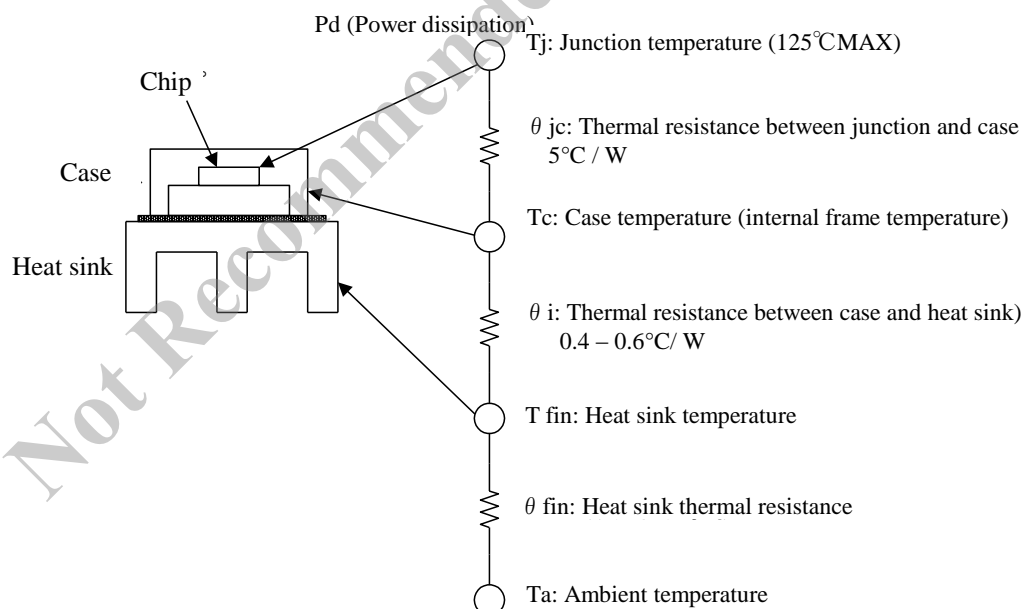 Pd (Power dissipation)
Tj: Junction temperature (125℃MAX)
Chip
θ jc: Thermal resistance between junction and case
5°C / W
Case
Tc: Case temperature (internal frame temperature)
Heat sink
θ i: Thermal resistance between case and heat sink)
0.4 – 0.6°C/ W
T fin: Heat sink temperature
θ fin: Heat sink thermal resistance
Ta: Ambient temperature
Not Recommende